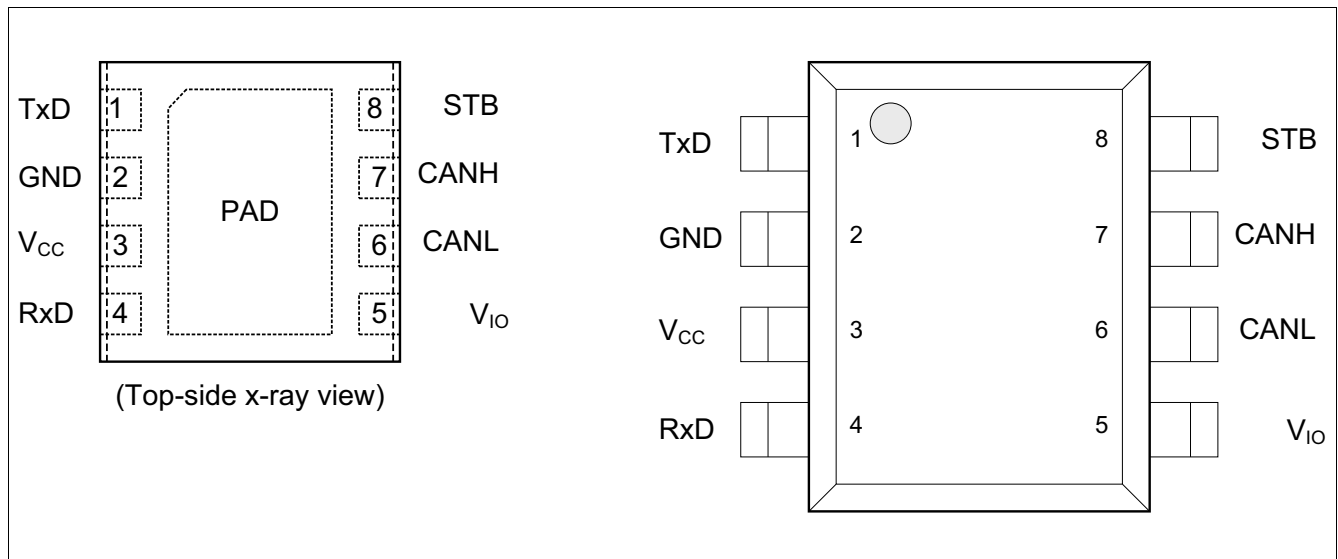 TxD 1 8 STB
GND 2 7 CANH
PAD
V_CC 3 6 CANL
RxD 4 5 V_IO
(Top-side x-ray view)
TxD 1 8 STB
GND 2 7 CANH
V_CC 3 6 CANL
RxD 4 5 V_IO